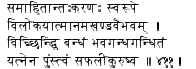 समाहितान्तःकरणः स्वरूपे
विलोकयात्मानमखण्डवैभवम् ।
विच्छिन्द्धि बन्धं भवगन्धगन्धितं
यत्नेन पुंस्त्वं सफलीकुरुष्व ॥ ४११ ॥